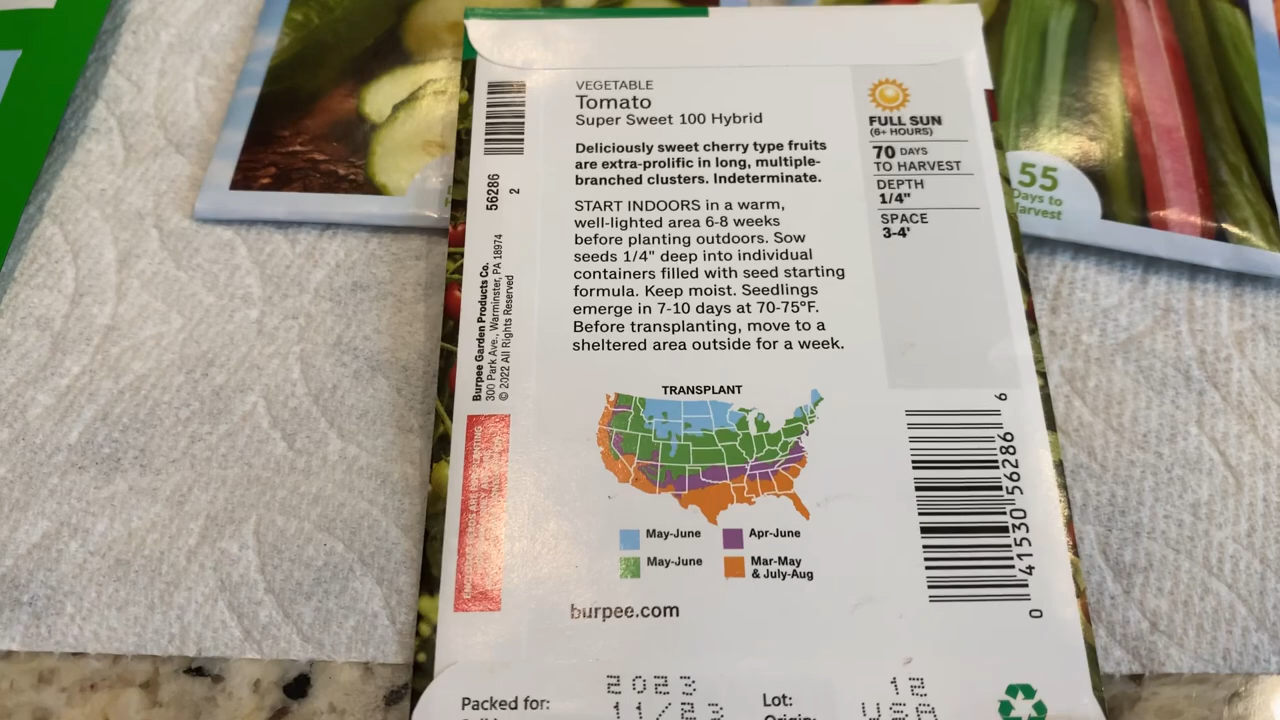 VEGETABLE
Tomato
Super Sweet 100 Hybrid
Deliciously sweet cherry type fruits
are extra-prolific in long, multiple-
branched clusters. Indeterminate.
START INDOORS in a warm,
well-lighted area 6-8 weeks
before planting outdoors. Sow
seeds 1/4" deep into individual
containers filled with seed starting
formula. Keep moist. Seedlings
emerge in 7-10 days at 70-75°F.
Before transplanting, move to a
sheltered area outside for a week.
FULL SUN
(6+ HOURS)
70 DAYS
TO HARVEST
DEPTH
1/4"
SPACE
3-4'
TRANSPLANT
May-June
Apr-June
May-June
Mar-May
& July-Aug
burpee.com
Packed for:
2023
11/23
Lot:
12
Origin:
USA
56286
2
Burpee Garden Products Co.
300 Park Ave., Warminster, PA 18974
© 2022 All Rights Reserved
0 41530 56286 6
55
Days to
Harvest